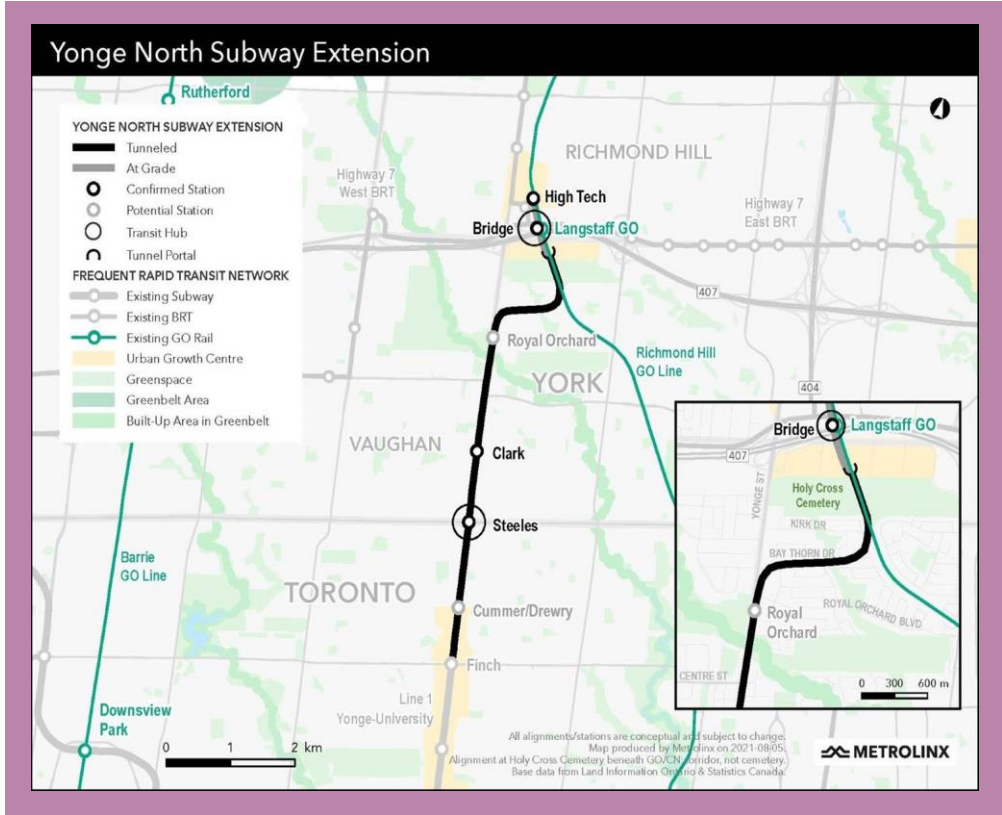 Yonge North Subway Extension
Rutherford
YONGE NORTH SUBWAY EXTENSION
Tunneled
At Grade
Confirmed Station
Potential Station
Transit Hub
Tunnel Portal
FREQUENT RAPID TRANSIT NETWORK
Existing Subway
Existing BRT
Existing GO Rail
Urban Growth Centre
Greenspace
Greenbelt Area
Built-Up Area in Greenbelt
RICHMOND HILL
Highway 7
West BRT
High Tech
Highway 7
East BRT
Bridge
Langstaff GO
407
Royal Orchard
Richmond Hill
GO Line
YORK
404
VAUGHAN
Clark
Steeles
Barrie
GO Line
TORONTO
Cummer/Drewry
Finch
Line 1
Yonge-University
Downsview
Park
0 1 2 km
Bridge
Langstaff GO
407
YONGE ST
Holy Cross
Cemetery
KIRK DR
BAY THORN DR
ROYAL ORCHARD BLVD
Royal
Orchard
CENTRE ST
0 300 600 m
All alignments/stations are conceptual and subject to change.
Map produced by Metrolinx on 2021-08-05.
Alignment at Holy Cross Cemetery beneath GO/CN corridor, not cemetery.
Base data from Land Information Ontario & Statistics Canada.
METROLINX